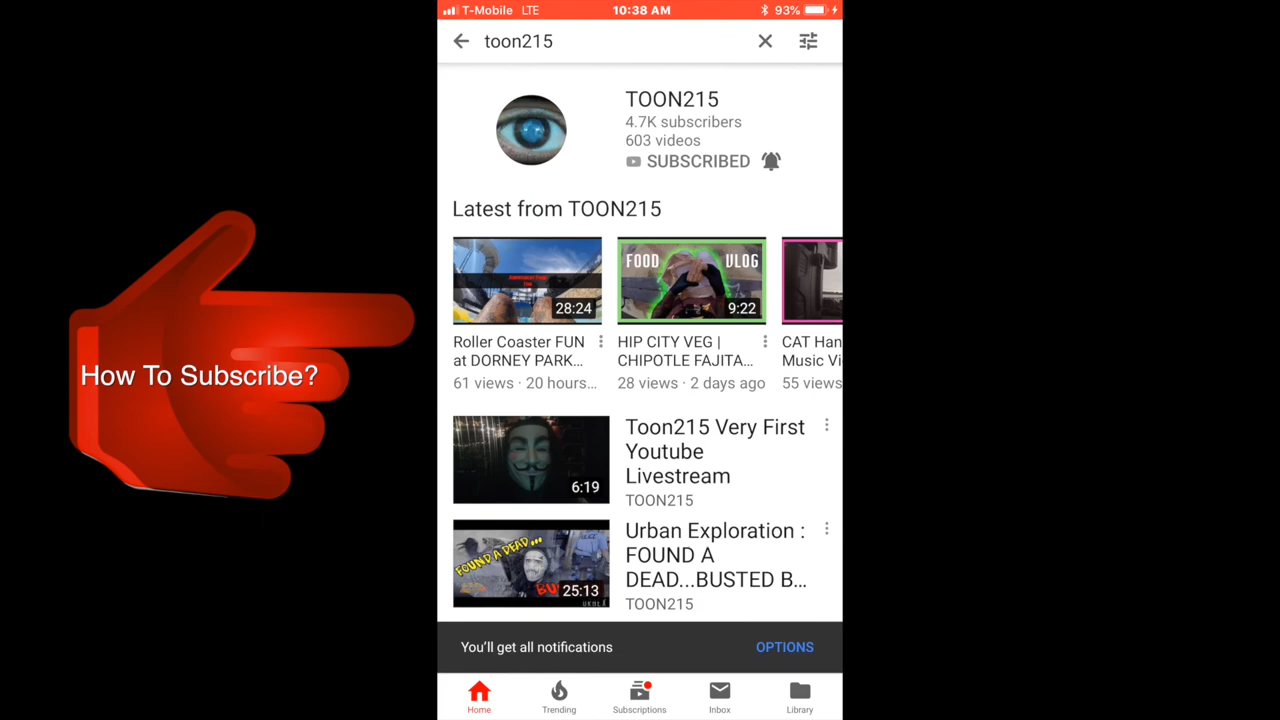 T-Mobile LTE 10:38 AM 93%
toon215
TOON215
4.7K subscribers
603 videos
SUBSCRIBED
Latest from TOON215
28:24
FOOD VLOG
9:22
Roller Coaster FUN
at DORNEY PARK...
61 views · 20 hours...
HIP CITY VEG |
CHIPOTLE FAJITA...
28 views · 2 days ago
CAT Han
Music Vi
55 views
How To Subscribe?
6:19
Toon215 Very First
Youtube
Livestream
TOON215
FOUND A DEAD...
BU
25:13
Urban Exploration :
FOUND A
DEAD...BUSTED B...
TOON215
You'll get all notifications
OPTIONS
Home Trending Subscriptions Inbox Library